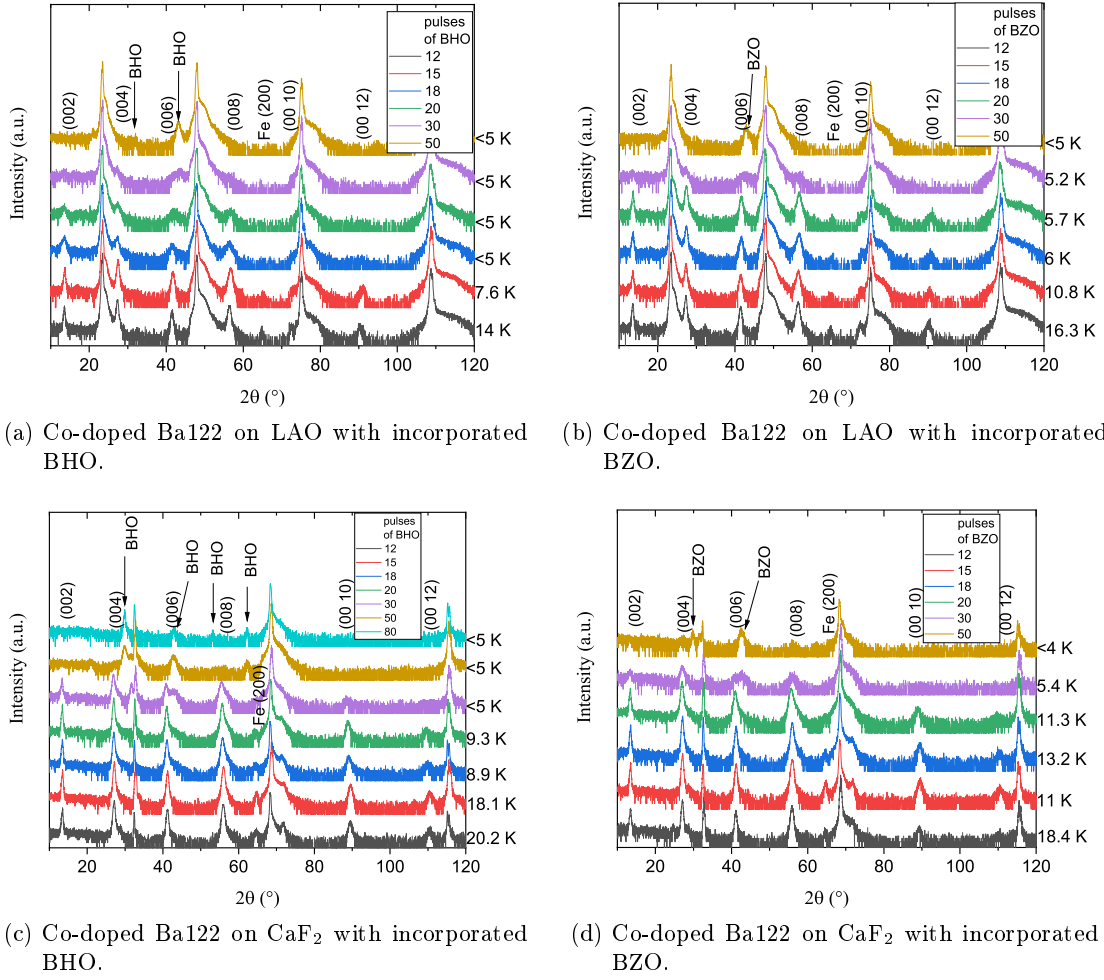 pulses
of BHO
12
15
18
20
30
50
BHO
BHO
(002)
(004)
(006)
(008)
Fe (200)
(00 10)
(00 12)
<5 K
<5 K
<5 K
<5 K
7.6 K
14 K
Intensity (a.u.)
20 40 60 80 100 120
2θ (°)
(a) Co-doped Ba122 on LAO with incorporated
BHO.
pulses
of BZO
12
15
18
20
30
50
BZO
(002)
(004)
(006)
(008)
Fe (200)
(00 10)
(00 12)
<5 K
5.2 K
5.7 K
6 K
10.8 K
16.3 K
Intensity (a.u.)
20 40 60 80 100 120
2θ (°)
(b) Co-doped Ba122 on LAO with incorporated
BZO.
pulses
of BHO
12
15
18
20
30
50
80
BHO
BHO
BHO
BHO
(002)
(004)
(006)
(008)
Fe (200)
(00 10)
(00 12)
<5 K
<5 K
<5 K
9.3 K
8.9 K
18.1 K
20.2 K
Intensity (a.u.)
20 40 60 80 100 120
2θ (°)
(c) Co-doped Ba122 on CaF₂ with incorporated
BHO.
pulses
of BZO
12
15
18
20
30
50
BZO
BZO
(002)
(004)
(006)
(008)
Fe (200)
(00 10)
(00 12)
<4 K
5.4 K
11.3 K
13.2 K
11 K
18.4 K
Intensity (a.u.)
20 40 60 80 100 120
2θ (°)
(d) Co-doped Ba122 on CaF₂ with incorporated
BZO.